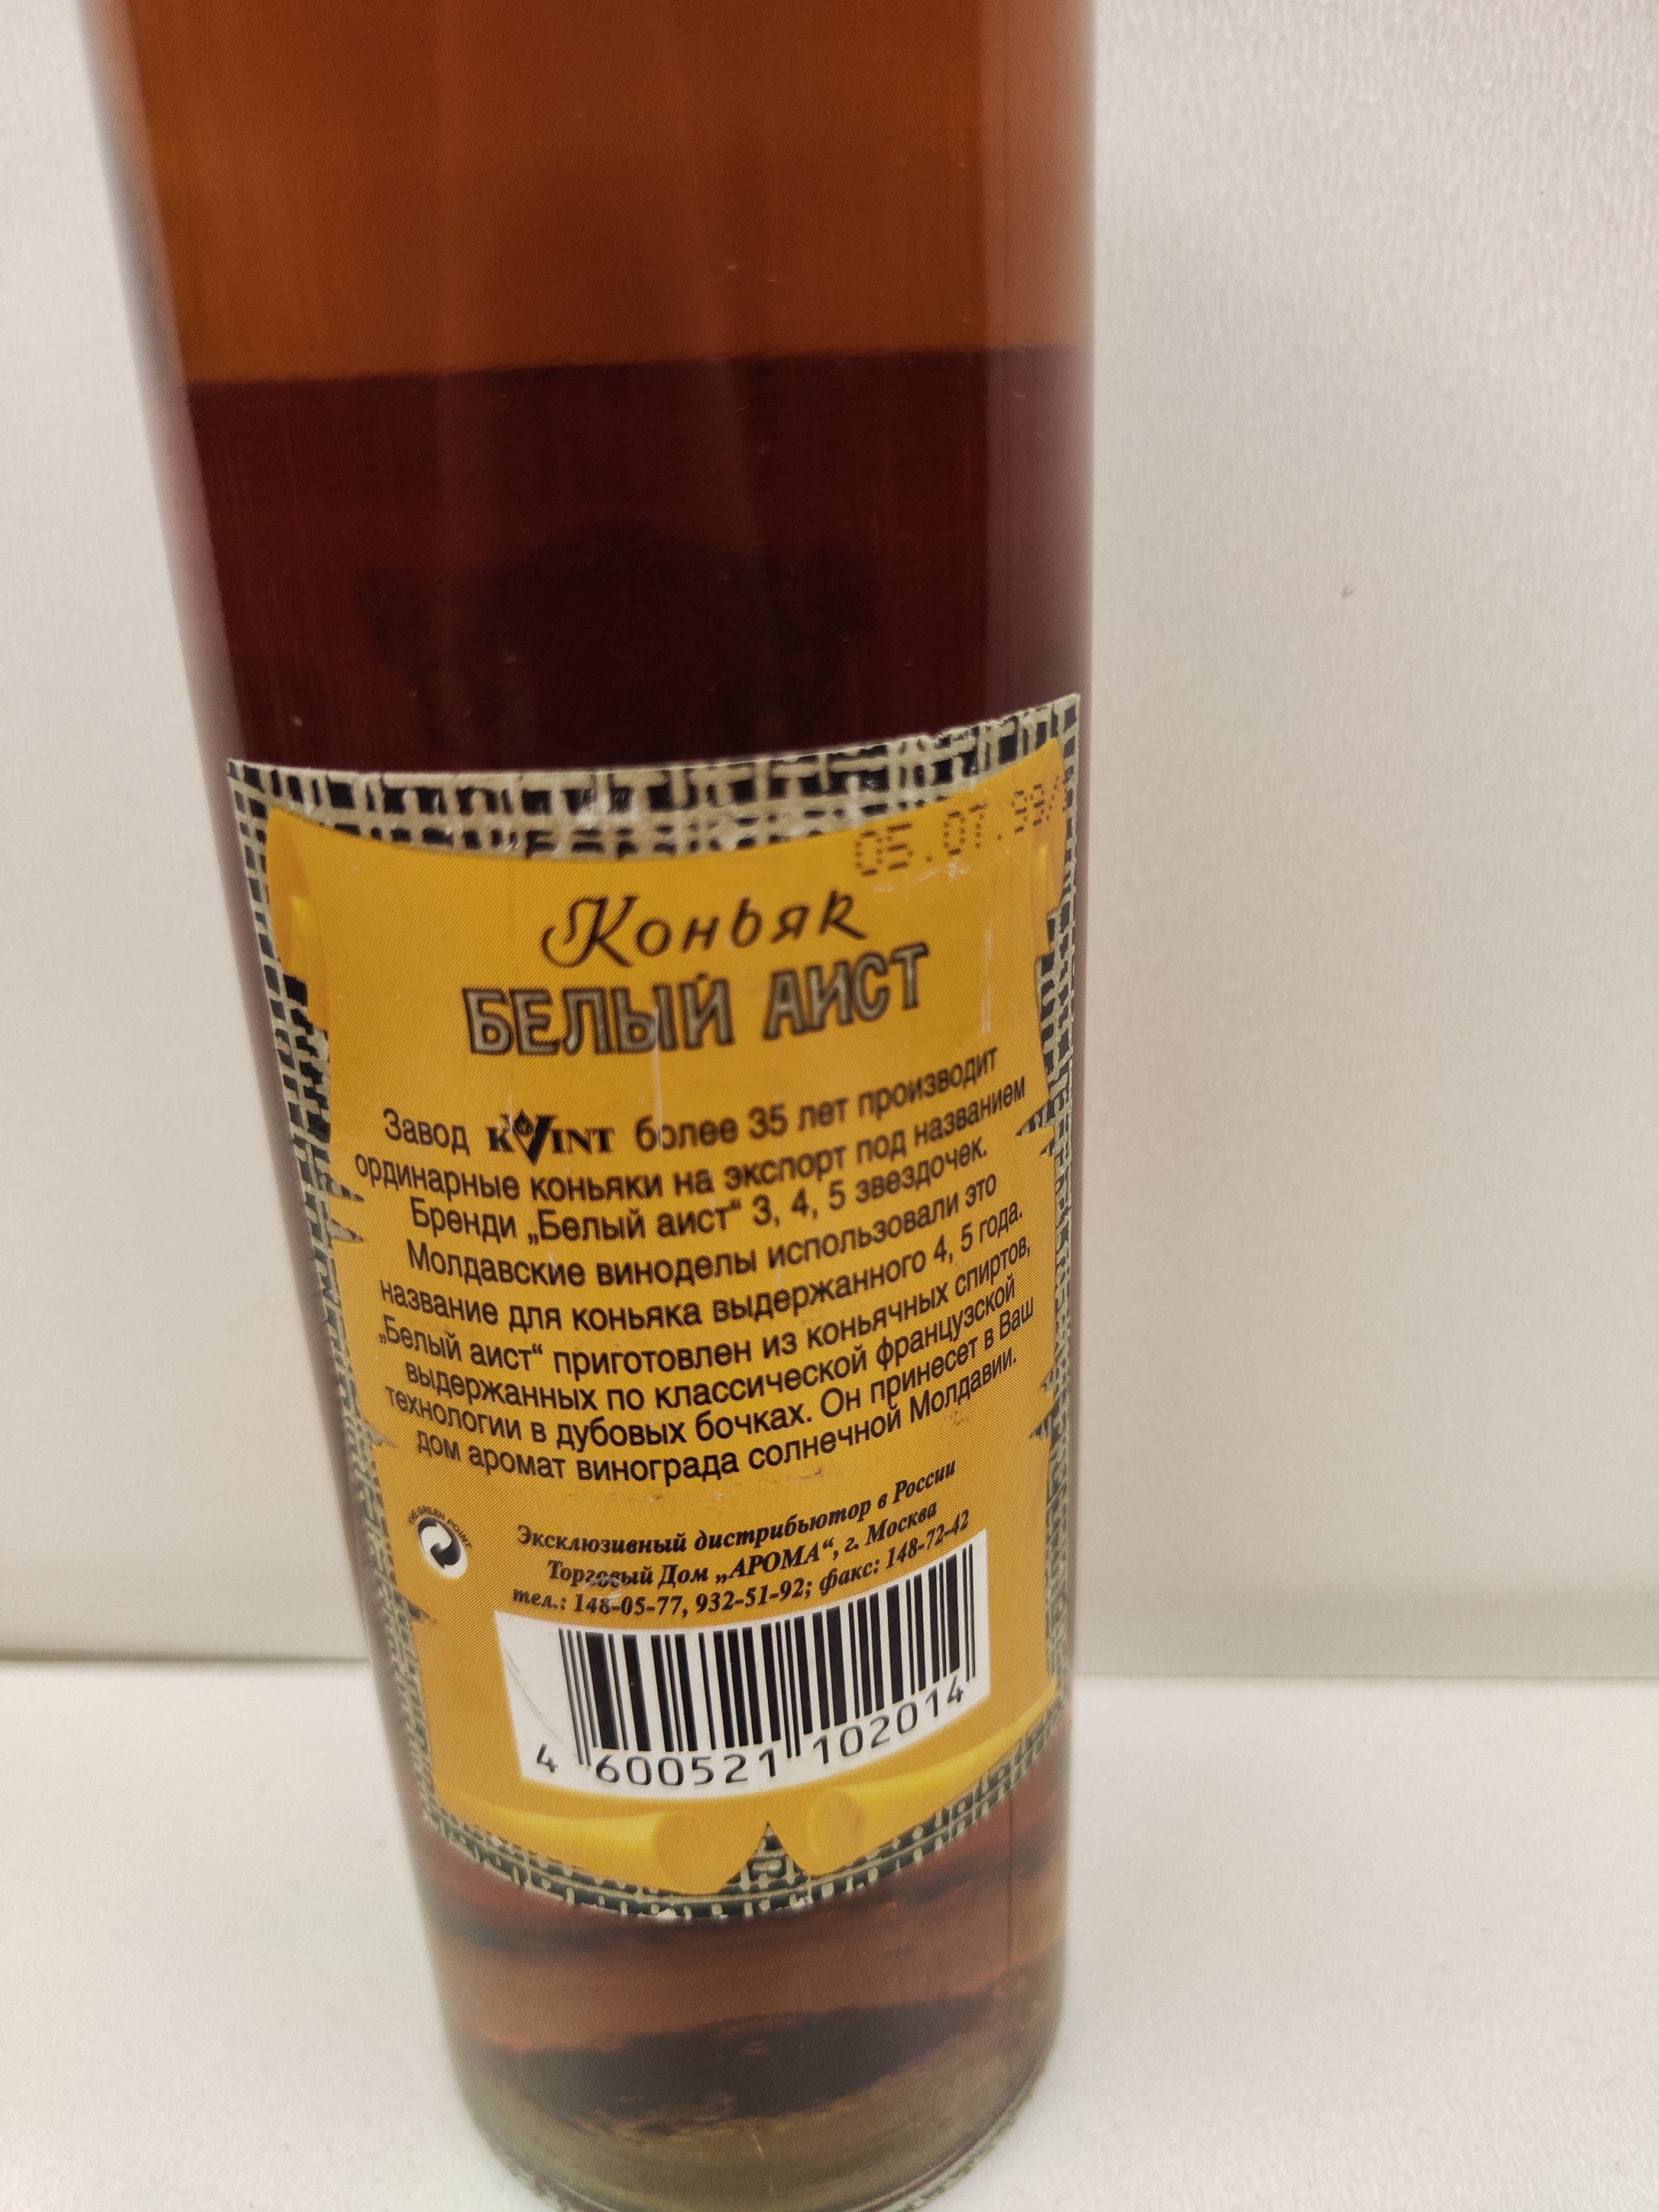 05.07.99/
Коньяк
БЕЛЫЙ АИСТ
Завод KVINT более 35 лет производит
ординарные коньяки на экспорт под названием
Бренди „Белый аист“ 3, 4, 5 звездочек.
Молдавские виноделы использовали это
название для коньяка выдержанного 4, 5 года.
„Белый аист“ приготовлен из коньячных спиртов,
выдержанных по классической французской
технологии в дубовых бочках. Он принесет в Ваш
дом аромат винограда солнечной Молдавии.
THE GREEN POINT
Эксклюзивный дистрибьютор в России
Торговый Дом „АРОМА“, г. Москва
тел.: 148-05-77, 932-51-92; факс: 148-72-42
4 600521 102014